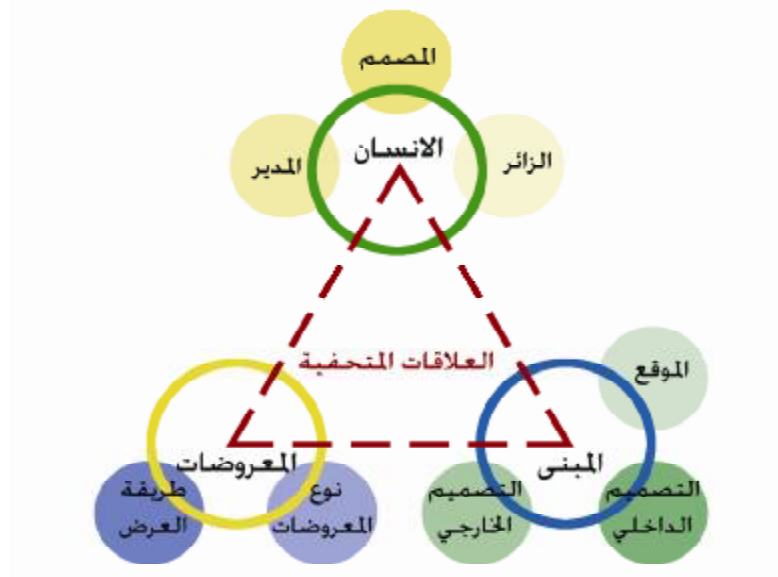 المصمم
الانسان
الزائر
المدير
العلاقات المتحفية
الموقع
المبنى
المعروضات
التصميم
الداخلي
التصميم
الخارجي
نوع
المعروضات
طريقة
العرض